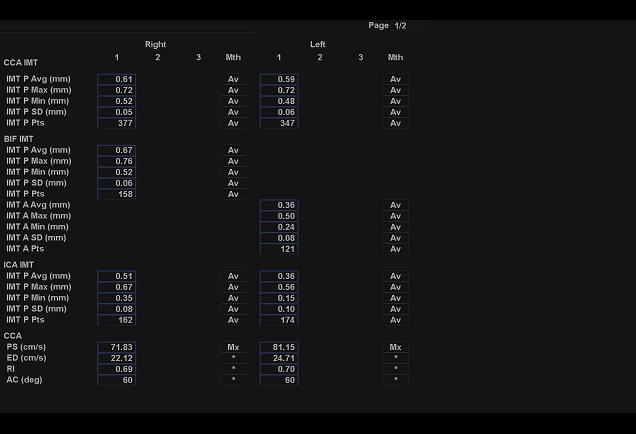 Page 1/2
Right Left
1 2 3 Mth 1 2 3 Mth
CCA IMT
IMT P Avg (mm) 0.61 Av 0.59 Av
IMT P Max (mm) 0.72 Av 0.72 Av
IMT P Min (mm) 0.52 Av 0.48 Av
IMT P SD (mm) 0.05 Av 0.06 Av
IMT P Pts 377 Av 347 Av
BIF IMT
IMT P Avg (mm) 0.67 Av
IMT P Max (mm) 0.76 Av
IMT P Min (mm) 0.52 Av
IMT P SD (mm) 0.06 Av
IMT P Pts 158 Av
IMT A Avg (mm) 0.36 Av
IMT A Max (mm) 0.50 Av
IMT A Min (mm) 0.24 Av
IMT A SD (mm) 0.08 Av
IMT A Pts 121 Av
ICA IMT
IMT P Avg (mm) 0.51 Av 0.36 Av
IMT P Max (mm) 0.67 Av 0.56 Av
IMT P Min (mm) 0.35 Av 0.15 Av
IMT P SD (mm) 0.08 Av 0.10 Av
IMT P Pts 162 Av 174 Av
CCA
PS (cm/s) 71.83 Mx 81.15 Mx
ED (cm/s) 22.12 * 24.71 *
RI 0.69 * 0.70 *
AC (deg) 60 * 60 *